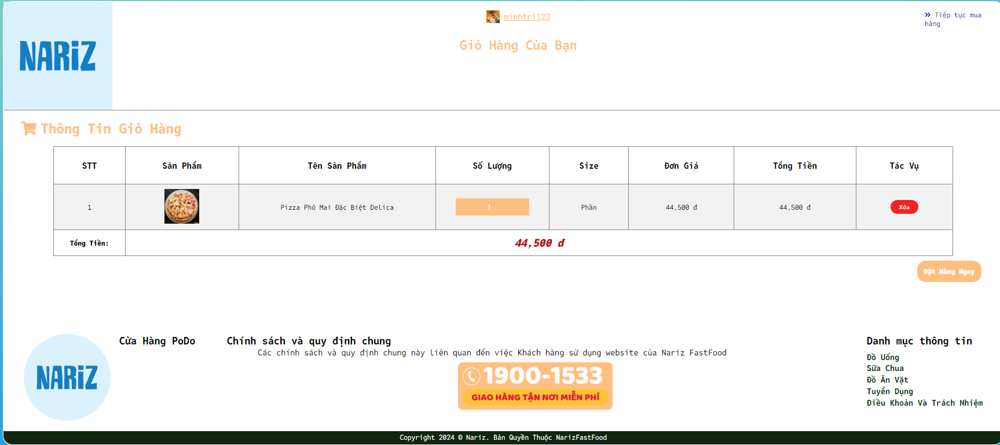 NARiZ
minhtri123
Tiếp tục mua
hàng
Giỏ Hàng Của Bạn
Thông Tin Giỏ Hàng
STT Sản Phẩm Tên Sản Phẩm Số Lượng Size Đơn Giá Tổng Tiền Tác Vụ
1 Pizza Phô Mai Đặc Biệt Delica 1 Phần 44,500 đ 44,500 đ Xóa
Tổng Tiền: 44,500 đ
Đặt Hàng Ngay
NARiZ
Cửa Hàng PoDo
Chính sách và quy định chung
Các chính sách và quy định chung này liên quan đến việc Khách hàng sử dụng website của Nariz FastFood
1900-1533
GIAO HÀNG TẬN NƠI MIỄN PHÍ
Danh mục thông tin
Đồ Uống
Sữa Chua
Đồ Ăn Vặt
Tuyển Dụng
Điều Khoản Và Trách Nhiệm
Copyright 2024 © Nariz. Bản Quyền Thuộc NarizFastFood